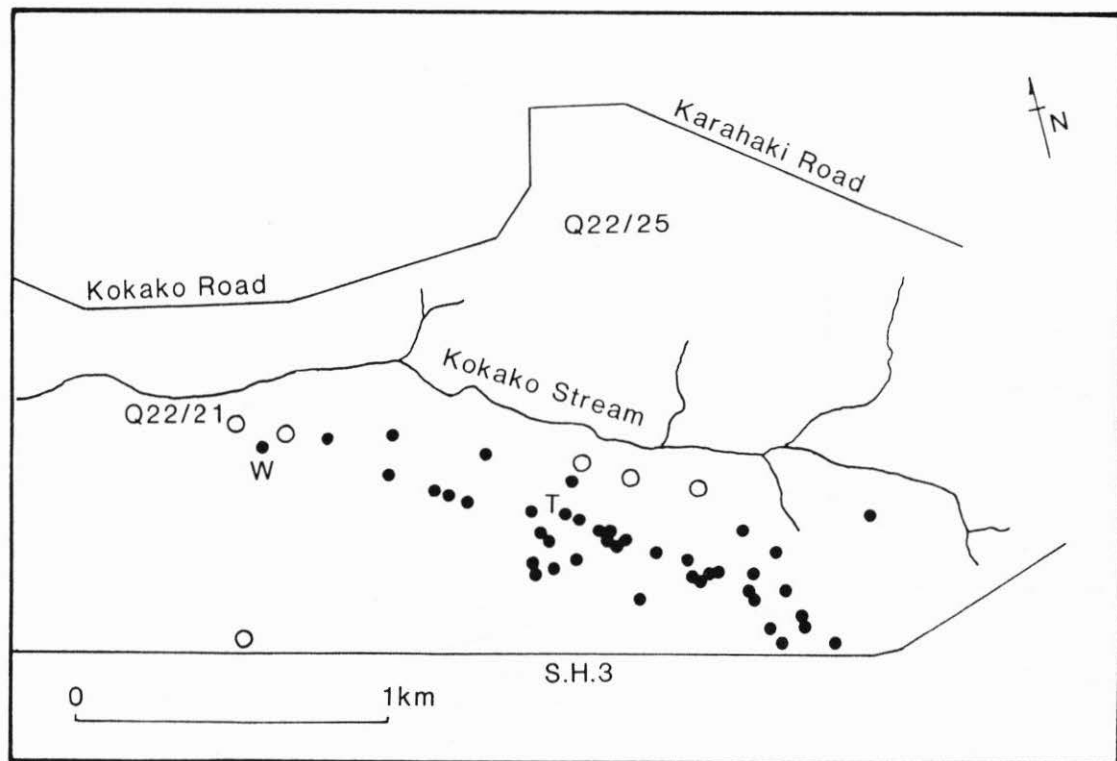 Karahaki Road
N
Q22/25
Kokako Road
Kokako Stream
Q22/21
W
T
S.H.3
0 1km